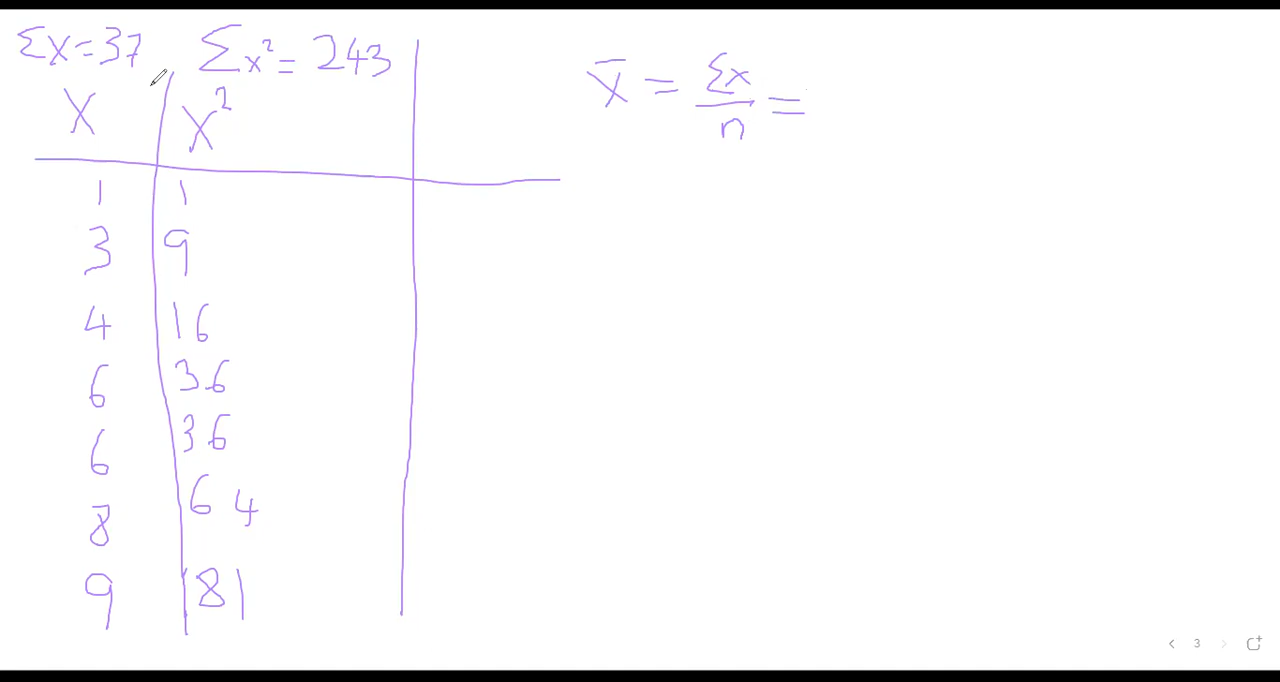 Σx=37 Σx²= 243
X X²
x̄ = Σx/n =
1 1
3 9
4 16
6 36
6 36
8 64
9 81
3